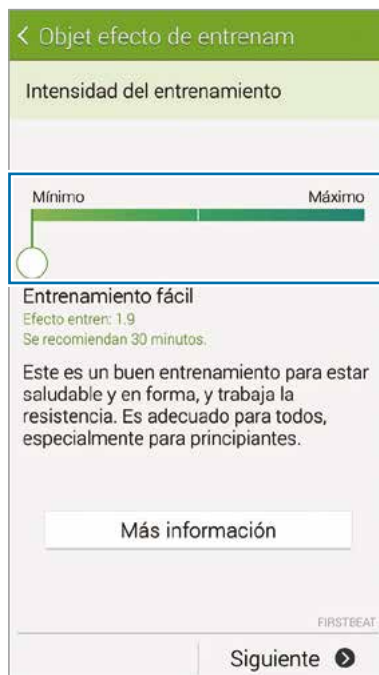 Objet efecto de entrenam
Intensidad del entrenamiento
Mínimo Máximo
Entrenamiento fácil
Efecto entren: 1.9
Se recomiendan 30 minutos.
Este es un buen entrenamiento para estar
saludable y en forma, y trabaja la
resistencia. Es adecuado para todos,
especialmente para principiantes.
Más información
FIRSTBEAT
Siguiente